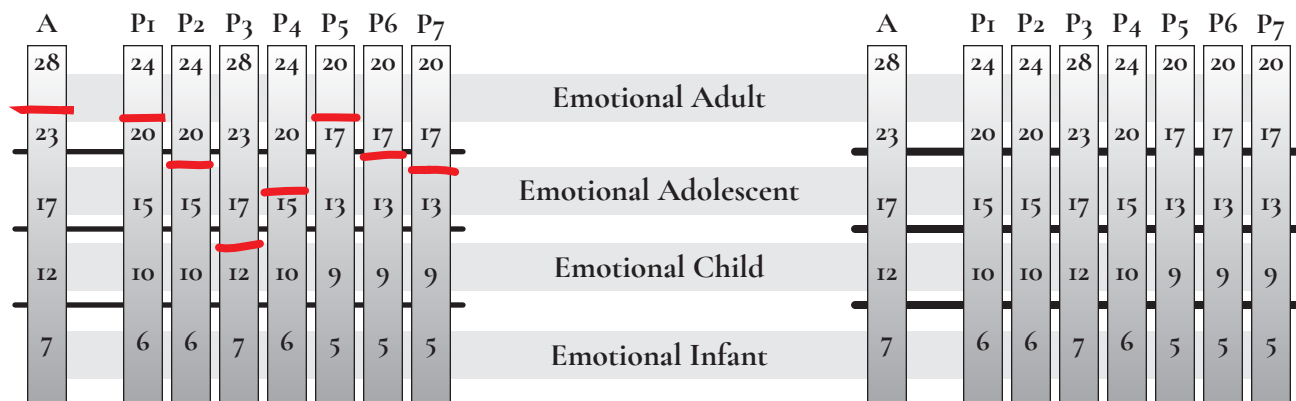 A P1 P2 P3 P4 P5 P6 P7 A P1 P2 P3 P4 P5 P6 P7
28 24 24 28 24 20 20 20 28 24 24 28 24 20 20 20
Emotional Adult
23 20 20 23 20 17 17 17 23 20 20 23 20 17 17 17
Emotional Adolescent
17 15 15 17 15 13 13 13 17 15 15 17 15 13 13 13
Emotional Child
12 10 10 12 10 9 9 9 12 10 10 12 10 9 9 9
7 6 6 7 6 5 5 5 7 6 6 7 6 5 5 5
Emotional Infant